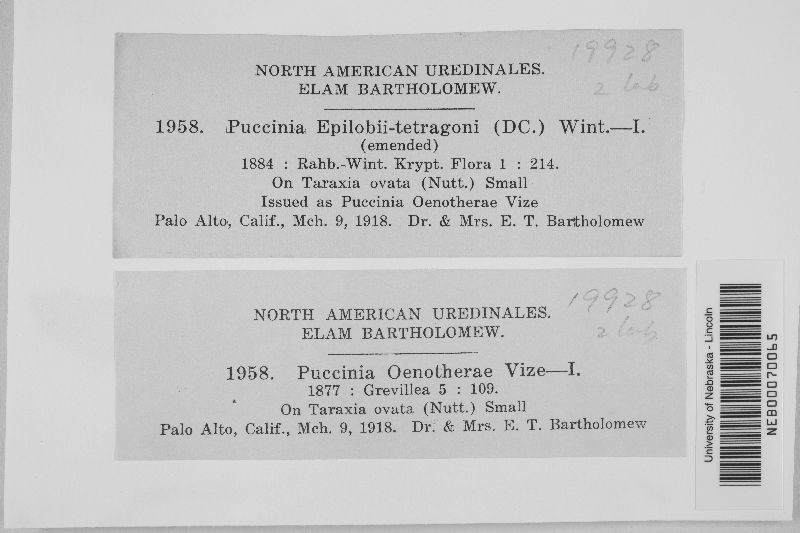 19928
2 lab
NORTH AMERICAN UREDINALES.
ELAM BARTHOLOMEW.
1958. Puccinia Epilobii-tetragoni (DC.) Wint.—I.
(emended)
1884 : Rahb.-Wint. Krypt. Flora 1 : 214.
On Taraxia ovata (Nutt.) Small
Issued as Puccinia Oenotherae Vize
Palo Alto, Calif., Mch. 9, 1918. Dr. & Mrs. E. T. Bartholomew
19928
2 lab
NORTH AMERICAN UREDINALES.
ELAM BARTHOLOMEW.
1958. Puccinia Oenotherae Vize—I.
1877 : Grevillea 5 : 109.
On Taraxia ovata (Nutt.) Small
Palo Alto, Calif., Mch. 9, 1918. Dr. & Mrs. E. T. Bartholomew
University of Nebraska - Lincoln
NEB00070065